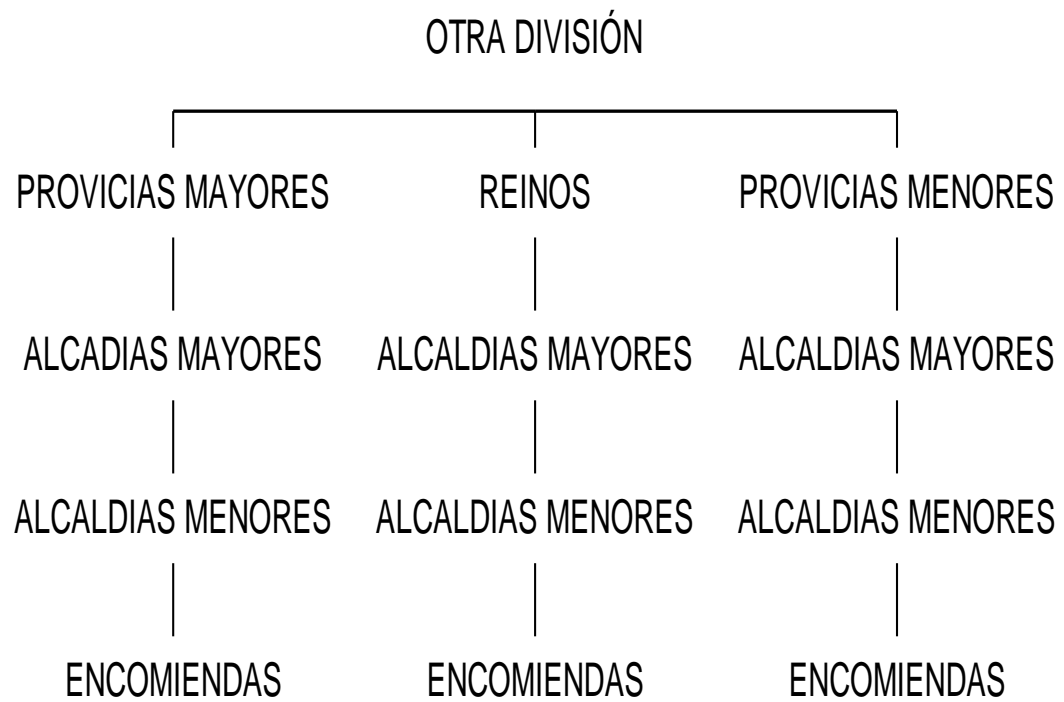 OTRA DIVISIÓN
PROVICIAS MAYORES
REINOS
PROVICIAS MENORES
ALCADIAS MAYORES
ALCALDIAS MAYORES
ALCALDIAS MAYORES
ALCALDIAS MENORES
ALCALDIAS MENORES
ALCALDIAS MENORES
ENCOMIENDAS
ENCOMIENDAS
ENCOMIENDAS